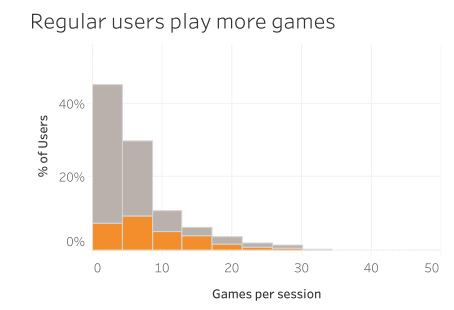 Regular users play more games
% of Users
40%
20%
0%
0 10 20 30 40 50
Games per session